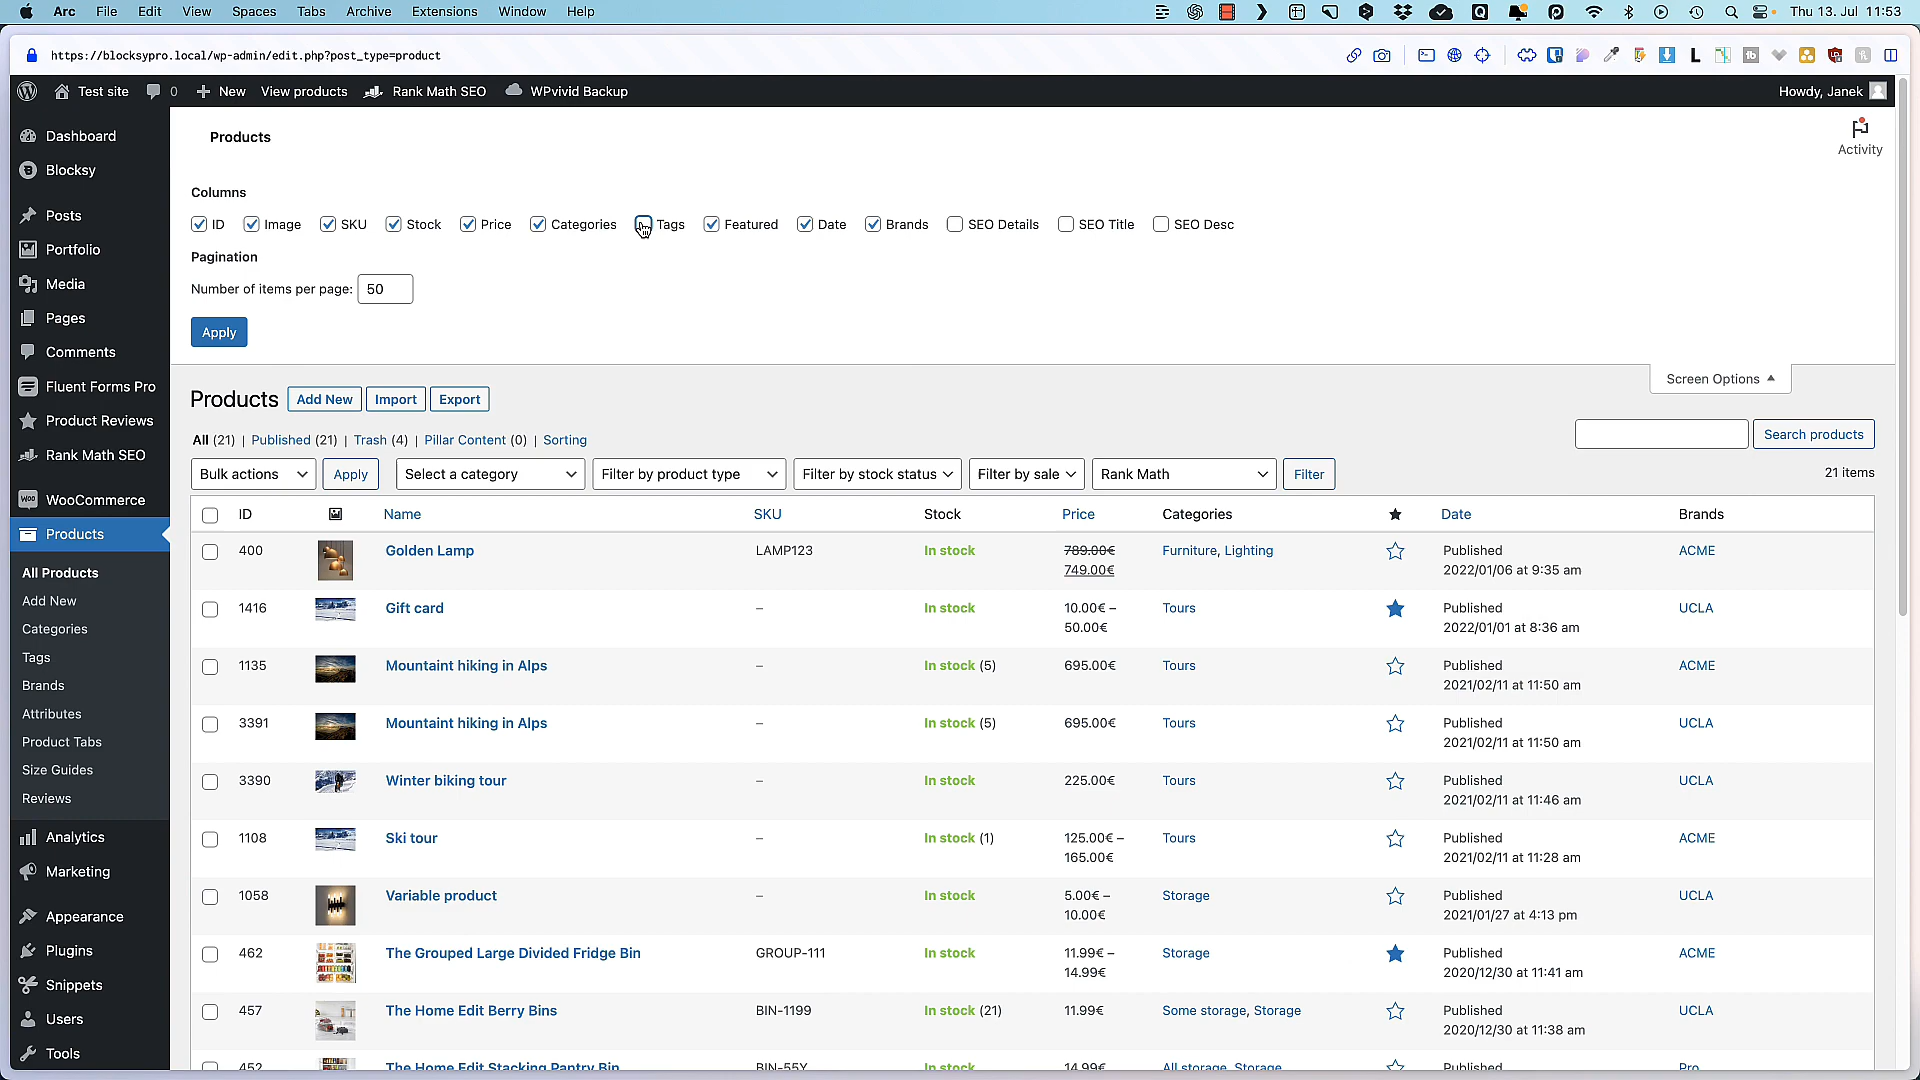 Arc File Edit View Spaces Tabs Archive Extensions Window Help Thu 13. Jul 11:53
https://blocksypro.local/wp-admin/edit.php?post_type=product
Test site 0 New View products Rank Math SEO WPvivid Backup Howdy, Janek
Dashboard
Blocksy
Posts
Portfolio
Media
Pages
Comments
Fluent Forms Pro
Product Reviews
Rank Math SEO
WooCommerce
Products
All Products
Add New
Categories
Tags
Brands
Attributes
Product Tabs
Size Guides
Reviews
Analytics
Marketing
Appearance
Plugins
Snippets
Users
Tools
Products
Activity
Columns
ID Image SKU Stock Price Categories Tags Featured Date Brands SEO Details SEO Title SEO Desc
Pagination
Number of items per page: 50
Apply
Screen Options
Products Add New Import Export
All (21) | Published (21) | Trash (4) | Pillar Content (0) | Sorting
Search products
Bulk actions Apply Select a category Filter by product type Filter by stock status Filter by sale Rank Math Filter 21 items
ID Name SKU Stock Price Categories Date Brands
400 Golden Lamp LAMP123 In stock 789.00€ Furniture, Lighting Published ACME
749.00€ 2022/01/06 at 9:35 am
1416 Gift card – In stock 10.00€ – Tours Published UCLA
50.00€ 2022/01/01 at 8:36 am
1135 Mountaint hiking in Alps – In stock (5) 695.00€ Tours Published ACME
2021/02/11 at 11:50 am
3391 Mountaint hiking in Alps – In stock (5) 695.00€ Tours Published UCLA
2021/02/11 at 11:50 am
3390 Winter biking tour – In stock 225.00€ Tours Published UCLA
2021/02/11 at 11:46 am
1108 Ski tour – In stock (1) 125.00€ – Tours Published ACME
165.00€ 2021/02/11 at 11:28 am
1058 Variable product – In stock 5.00€ – Storage Published UCLA
10.00€ 2021/01/27 at 4:13 pm
462 The Grouped Large Divided Fridge Bin GROUP-111 In stock 11.99€ – Storage Published ACME
14.99€ 2020/12/30 at 11:41 am
457 The Home Edit Berry Bins BIN-1199 In stock (21) 11.99€ Some storage, Storage Published UCLA
2020/12/30 at 11:38 am
452 The Home Edit Stacking Pantry Bin BIN-55Y In stock 14.99€ All storage, Storage Published Pro